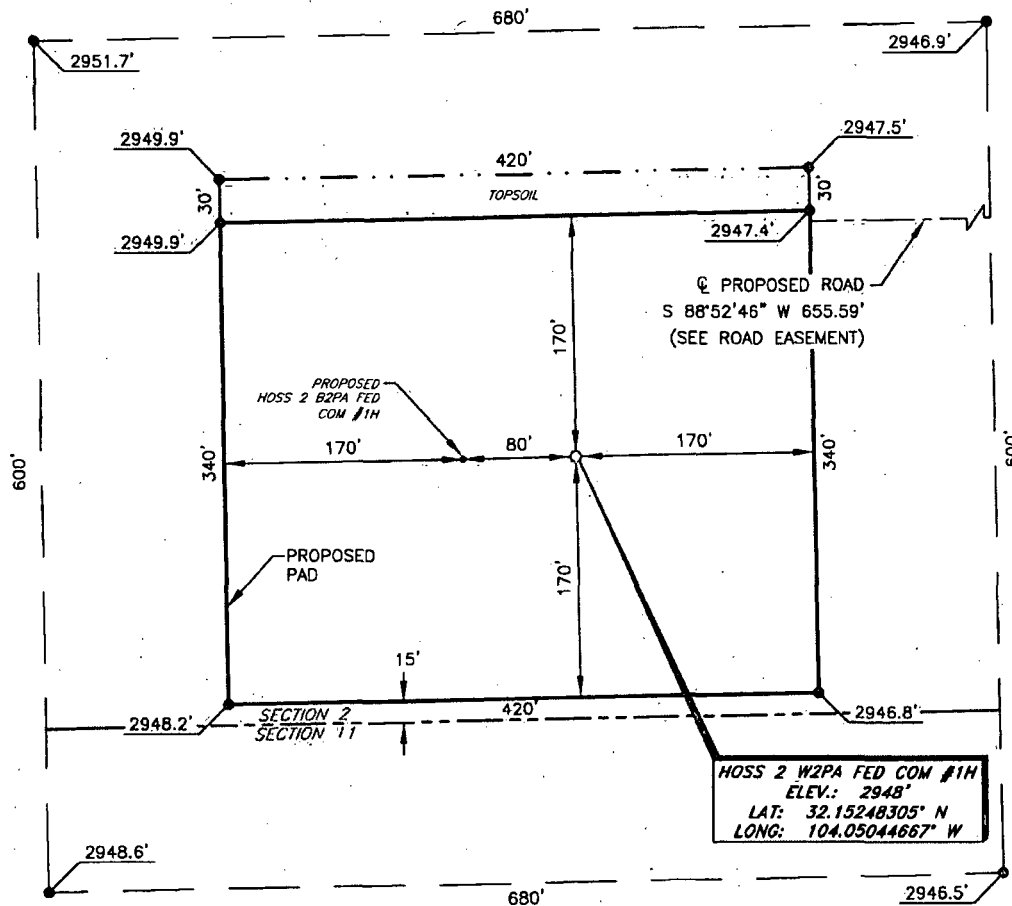 680'
2951.7'
2946.9'
2949.9'
420'
2947.5'
30'
TOPSOIL
30'
2949.9'
2947.4'
℄ PROPOSED ROAD
S 88°52'46" W 655.59'
(SEE ROAD EASEMENT)
170'
PROPOSED
HOSS 2 B2PA FED
COM #1H
170'
80'
170'
600'
340'
340'
600'
PROPOSED
PAD
170'
15'
2948.2'
SECTION 2
420'
SECTION 11
2946.8'
HOSS 2 W2PA FED COM #1H
ELEV.: 2948'
LAT: 32.15248305° N
LONG: 104.05044667° W
2948.6'
680'
2946.5'